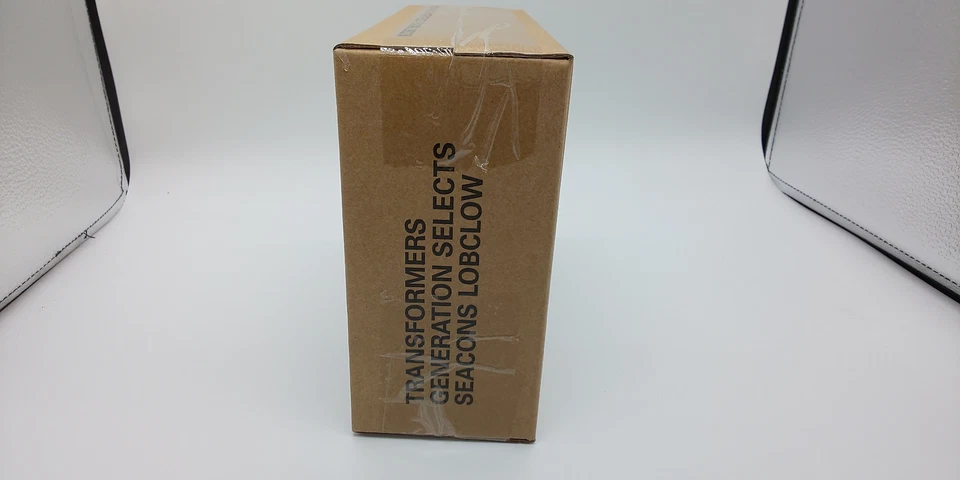 TRANSFORMERS
GENERATION SELECTS
SEACONS LOBCLOW